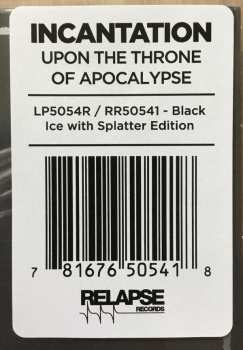 INCANTATION
UPON THE THRONE
OF APOCALYPSE
LP5054R / RR50541 - Black
Ice with Splatter Edition
7 81676 50541 8
RELAPSE
RECORDS